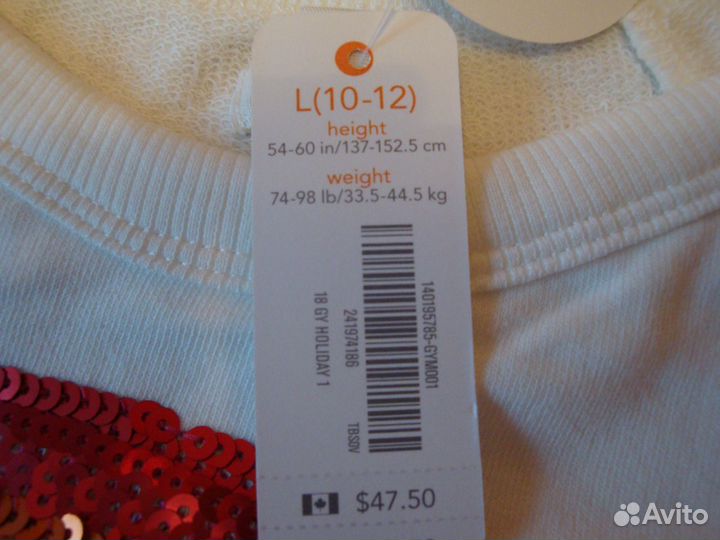 L(10-12)
height
54-60 in/137-152.5 cm
weight
74-98 lb/33.5-44.5 kg
140195785-GYM001
241974186
TBSDV
18 GY HOLIDAY 1
$47.50
Avito